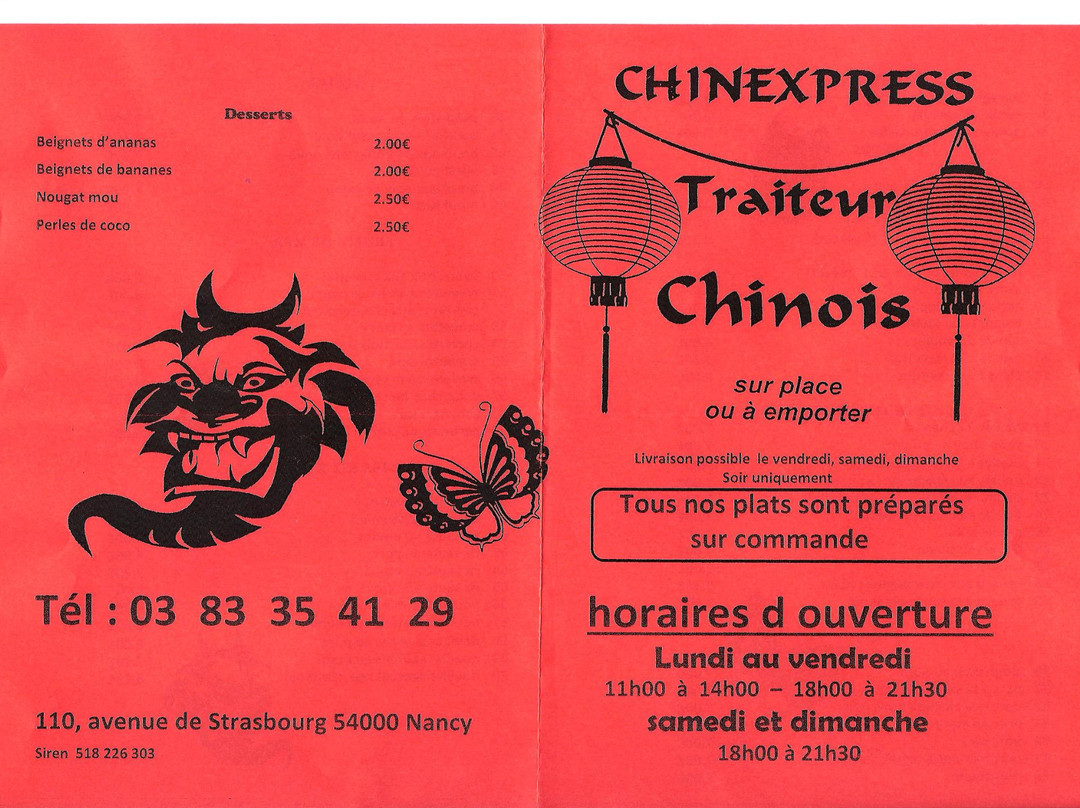 Desserts
Beignets d'ananas 2.00€
Beignets de bananes 2.00€
Nougat mou 2.50€
Perles de coco 2.50€
Tél : 03 83 35 41 29
110, avenue de Strasbourg 54000 Nancy
Siren 518 226 303
CHINEXPRESS
Traiteur
Chinois
sur place
ou à emporter
Livraison possible le vendredi, samedi, dimanche
Soir uniquement
Tous nos plats sont préparés
sur commande
horaires d ouverture
Lundi au vendredi
11h00 à 14h00 – 18h00 à 21h30
samedi et dimanche
18h00 à 21h30